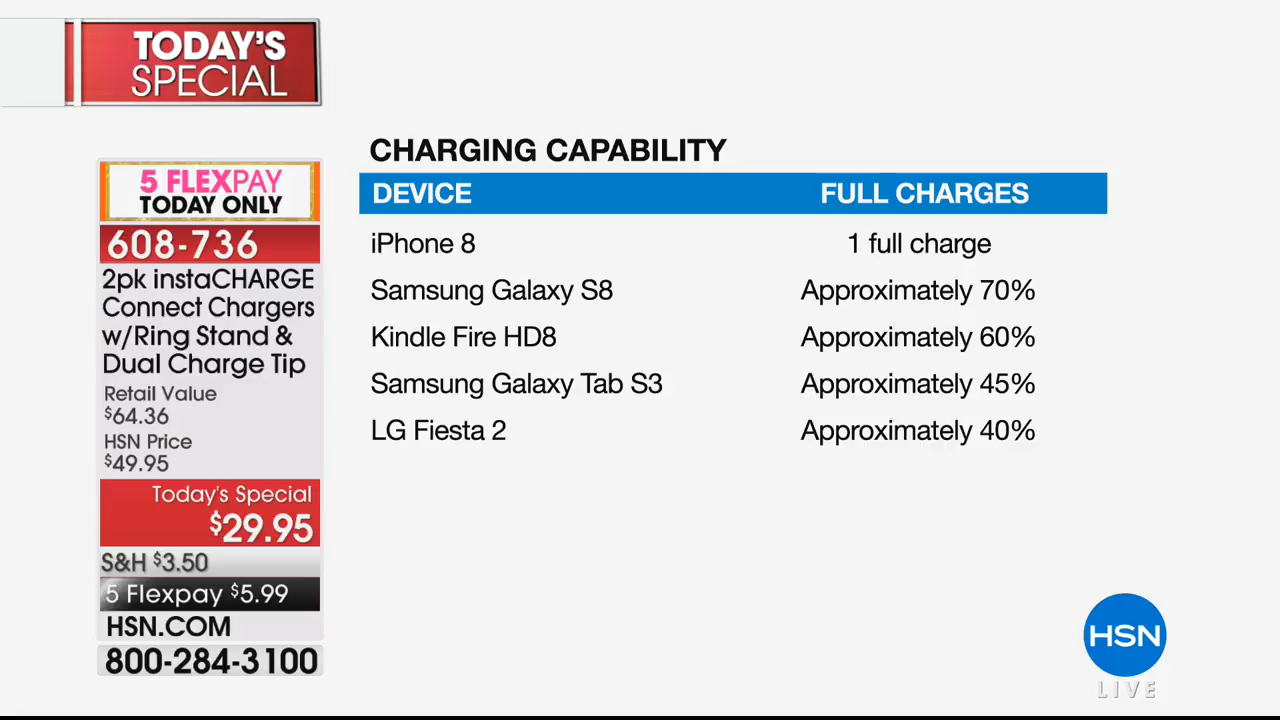 TODAY'S
SPECIAL
5 FLEXPAY
TODAY ONLY
608-736
2pk instaCHARGE
Connect Chargers
w/Ring Stand &
Dual Charge Tip
Retail Value
$64.36
HSN Price
$49.95
Today's Special
$29.95
S&H $3.50
5 Flexpay $5.99
HSN.COM
800-284-3100
CHARGING CAPABILITY
DEVICE FULL CHARGES
iPhone 8 1 full charge
Samsung Galaxy S8 Approximately 70%
Kindle Fire HD8 Approximately 60%
Samsung Galaxy Tab S3 Approximately 45%
LG Fiesta 2 Approximately 40%
HSN
LIVE